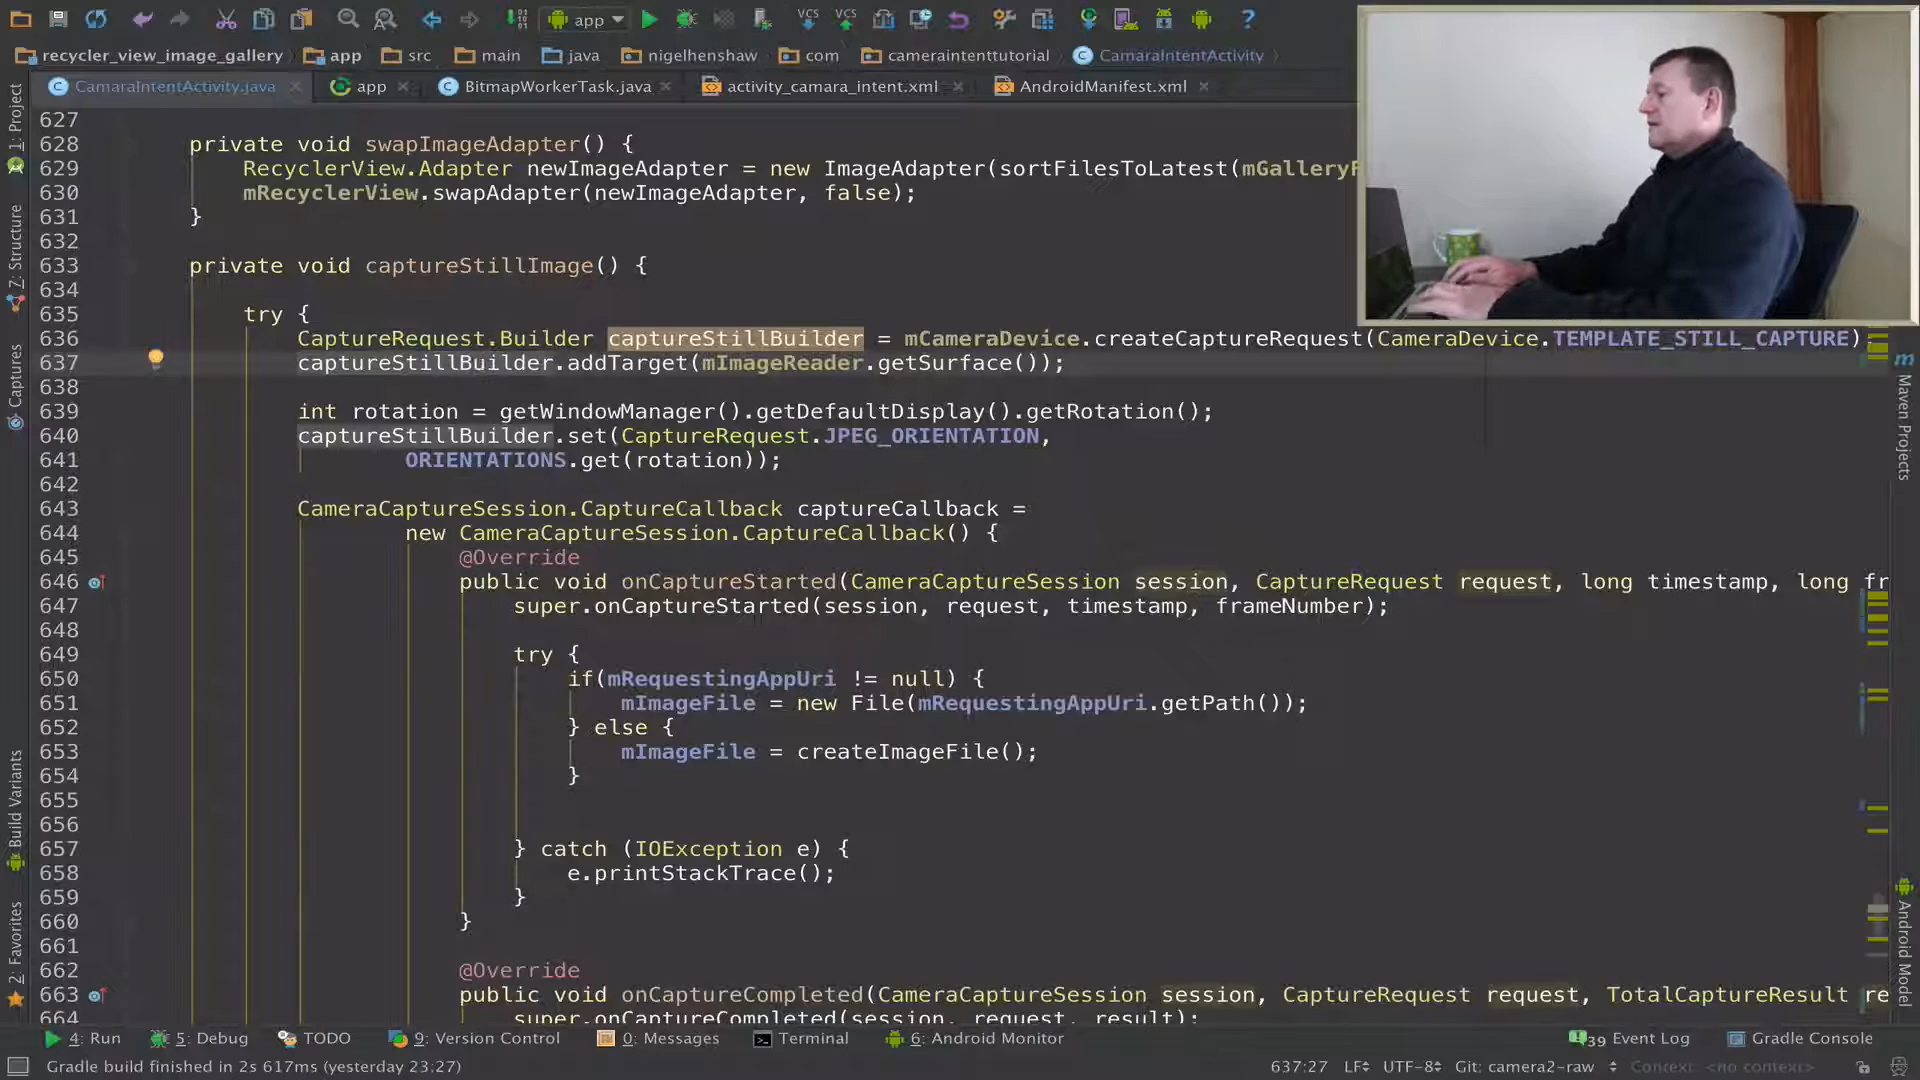 app
recycler_view_image_gallery app src main java nigelhenshaw com cameraintenttutorial CamaraIntentActivity
CamaraIntentActivity.java app BitmapWorkerTask.java activity_camara_intent.xml AndroidManifest.xml
1: Project
7: Structure
Captures
Build Variants
2: Favorites
627
628 private void swapImageAdapter() {
629 RecyclerView.Adapter newImageAdapter = new ImageAdapter(sortFilesToLatest(mGalleryF
630 mRecyclerView.swapAdapter(newImageAdapter, false);
631 }
632
633 private void captureStillImage() {
634
635 try {
636 CaptureRequest.Builder captureStillBuilder = mCameraDevice.createCaptureRequest(CameraDevice.TEMPLATE_STILL_CAPTURE)
637 captureStillBuilder.addTarget(mImageReader.getSurface());
638
639 int rotation = getWindowManager().getDefaultDisplay().getRotation();
640 captureStillBuilder.set(CaptureRequest.JPEG_ORIENTATION,
641 ORIENTATIONS.get(rotation));
642
643 CameraCaptureSession.CaptureCallback captureCallback =
644 new CameraCaptureSession.CaptureCallback() {
645 @Override
646 public void onCaptureStarted(CameraCaptureSession session, CaptureRequest request, long timestamp, long fr
647 super.onCaptureStarted(session, request, timestamp, frameNumber);
648
649 try {
650 if(mRequestingAppUri != null) {
651 mImageFile = new File(mRequestingAppUri.getPath());
652 } else {
653 mImageFile = createImageFile();
654 }
655
656
657 } catch (IOException e) {
658 e.printStackTrace();
659 }
660 }
661
662 @Override
663 public void onCaptureCompleted(CameraCaptureSession session, CaptureRequest request, TotalCaptureResult re
664 super.onCaptureCompleted(session, request, result);
m Maven Projects
Android Model
4: Run 5: Debug TODO 9: Version Control 0: Messages Terminal 6: Android Monitor 39 Event Log Gradle Console
Gradle build finished in 2s 617ms (yesterday 23:27) 637:27 LF UTF-8 Git: camera2-raw Context: <no context>